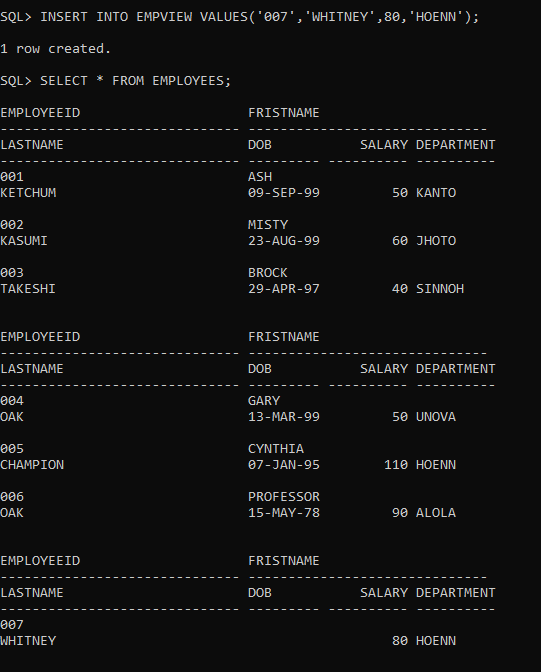 SQL> INSERT INTO EMPVIEW VALUES('007','WHITNEY',80,'HOENN');
1 row created.
SQL> SELECT * FROM EMPLOYEES;
EMPLOYEEID                     FRISTNAME
------------------------------ ------------------------------
LASTNAME                       DOB           SALARY DEPARTMENT
------------------------------ --------- ---------- ----------
001                            ASH
KETCHUM                        09-SEP-99         50 KANTO
002                            MISTY
KASUMI                         23-AUG-99         60 JHOTO
003                            BROCK
TAKESHI                        29-APR-97         40 SINNOH
EMPLOYEEID                     FRISTNAME
------------------------------ ------------------------------
LASTNAME                       DOB           SALARY DEPARTMENT
------------------------------ --------- ---------- ----------
004                            GARY
OAK                            13-MAR-99         50 UNOVA
005                            CYNTHIA
CHAMPION                       07-JAN-95        110 HOENN
006                            PROFESSOR
OAK                            15-MAY-78         90 ALOLA
EMPLOYEEID                     FRISTNAME
------------------------------ ------------------------------
LASTNAME                       DOB           SALARY DEPARTMENT
------------------------------ --------- ---------- ----------
007
WHITNEY                                          80 HOENN